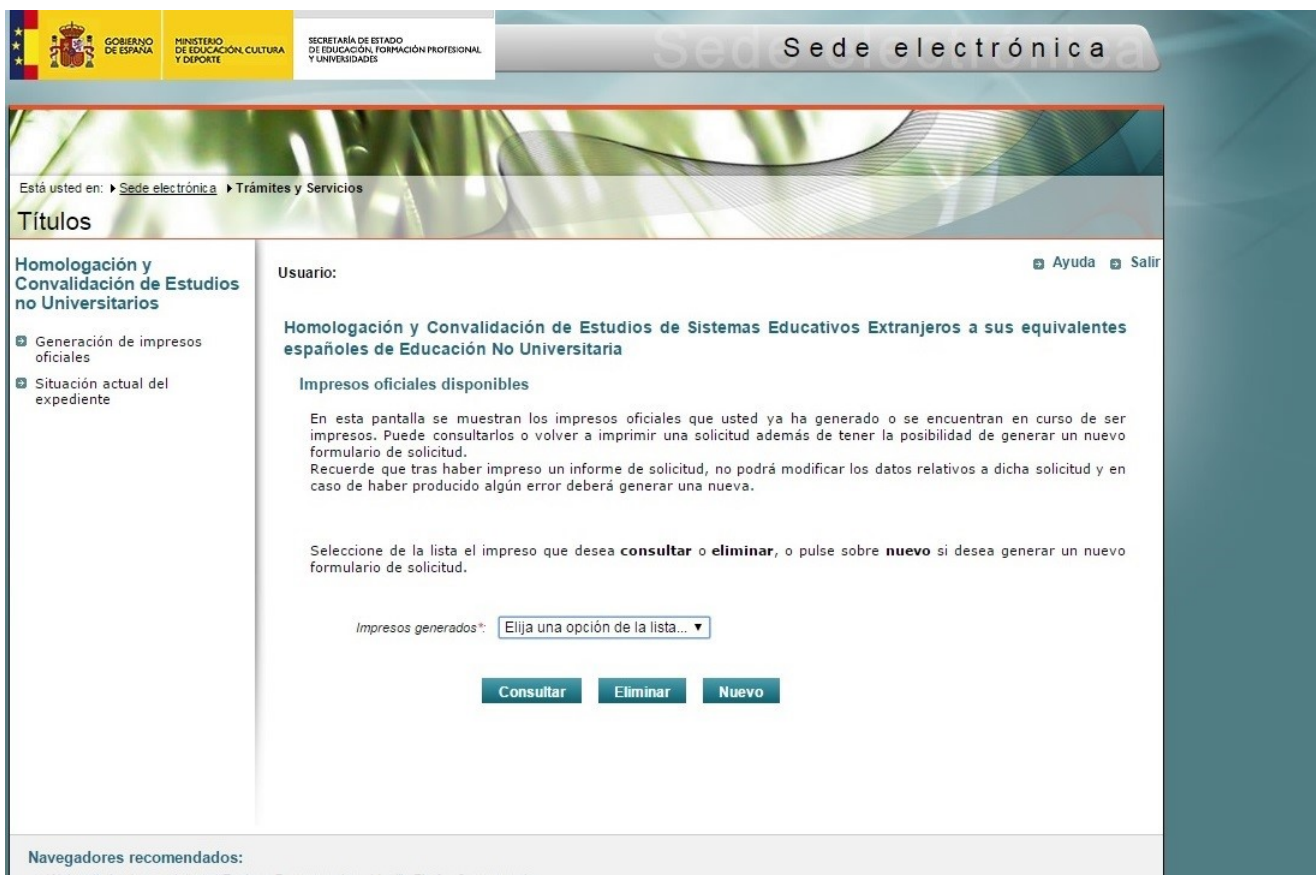 GOBIERNO
DE ESPAÑA
MINISTERIO
DE EDUCACIÓN, CULTURA
Y DEPORTE
SECRETARÍA DE ESTADO
DE EDUCACIÓN, FORMACIÓN PROFESIONAL
Y UNIVERSIDADES
Sede electrónica
Está usted en: Sede electrónica Trámites y Servicios
Títulos
Homologación y
Convalidación de Estudios
no Universitarios
Generación de impresos
oficiales
Situación actual del
expediente
Ayuda Salir
Usuario:
Homologación y Convalidación de Estudios de Sistemas Educativos Extranjeros a sus equivalentes
españoles de Educación No Universitaria
Impresos oficiales disponibles
En esta pantalla se muestran los impresos oficiales que usted ya ha generado o se encuentran en curso de ser
impresos. Puede consultarlos o volver a imprimir una solicitud además de tener la posibilidad de generar un nuevo
formulario de solicitud.
Recuerde que tras haber impreso un informe de solicitud, no podrá modificar los datos relativos a dicha solicitud y en
caso de haber producido algún error deberá generar una nueva.
Seleccione de la lista el impreso que desea consultar o eliminar, o pulse sobre nuevo si desea generar un nuevo
formulario de solicitud.
Impresos generados*: Elija una opción de la lista...
Consultar Eliminar Nuevo
Navegadores recomendados: